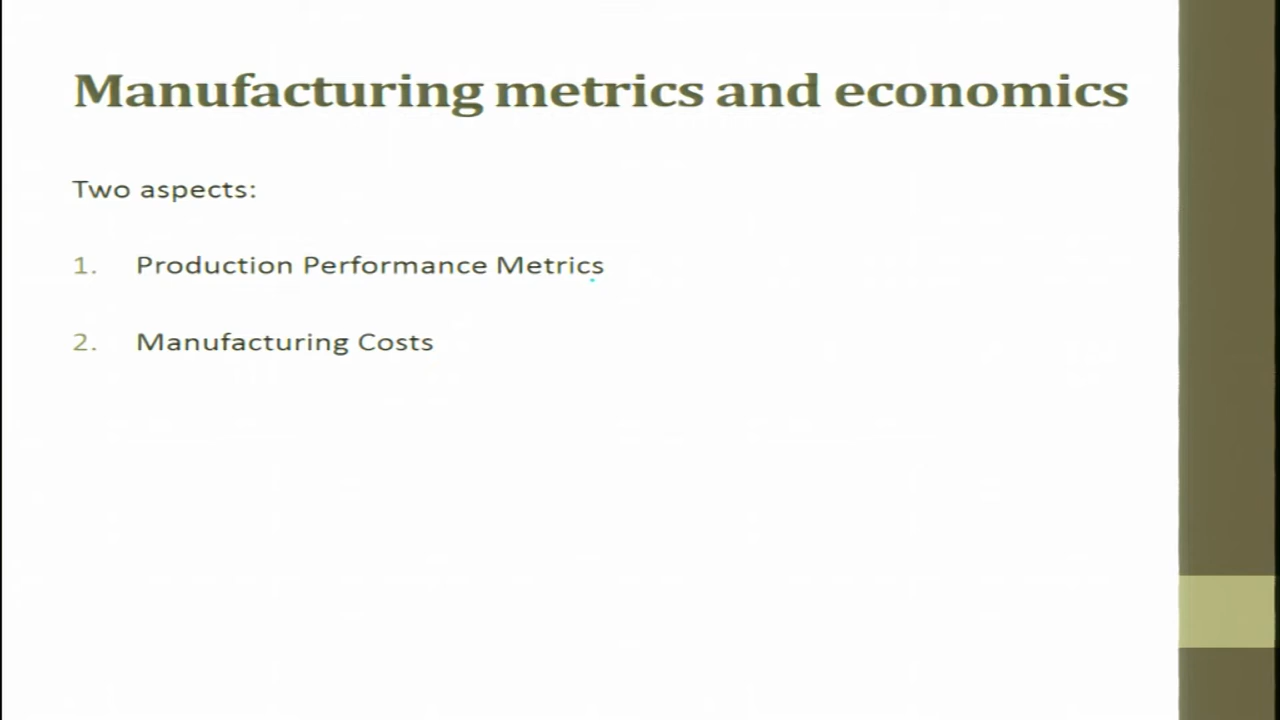 Manufacturing metrics and economics
Two aspects:
1. Production Performance Metrics
2. Manufacturing Costs